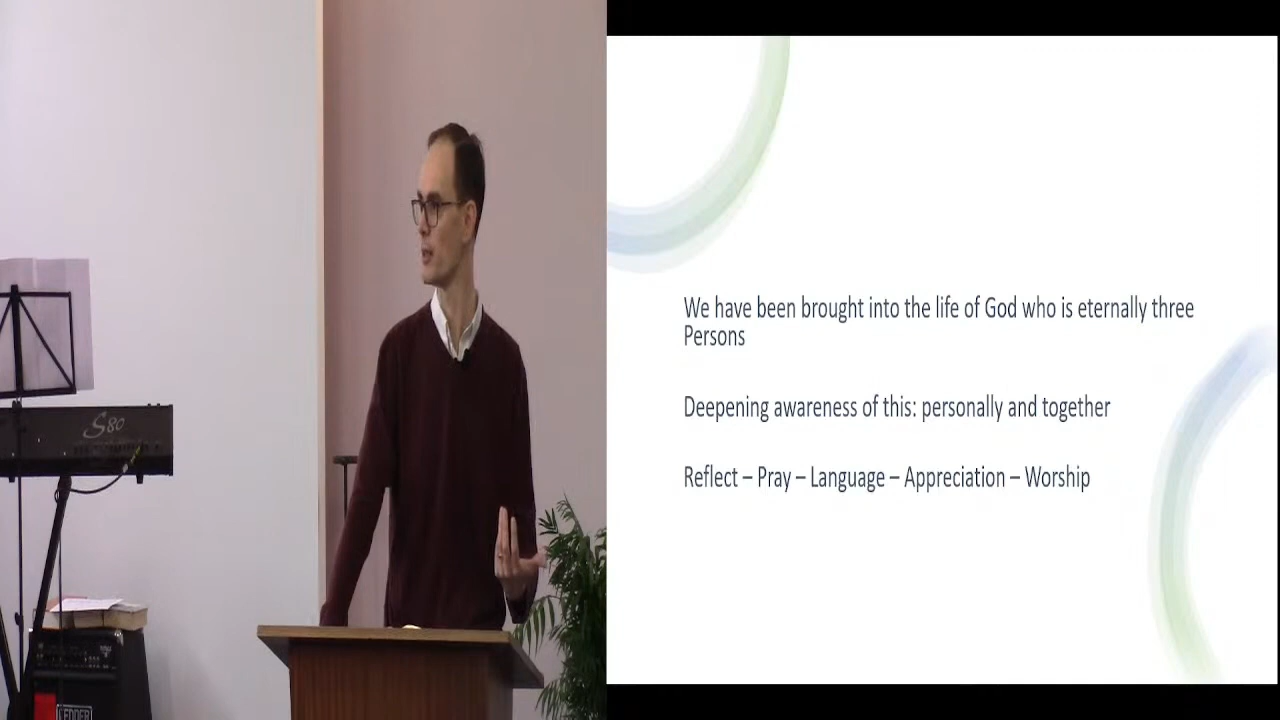 S80
We have been brought into the life of God who is eternally three
Persons
Deepening awareness of this: personally and together
Reflect – Pray – Language – Appreciation – Worship